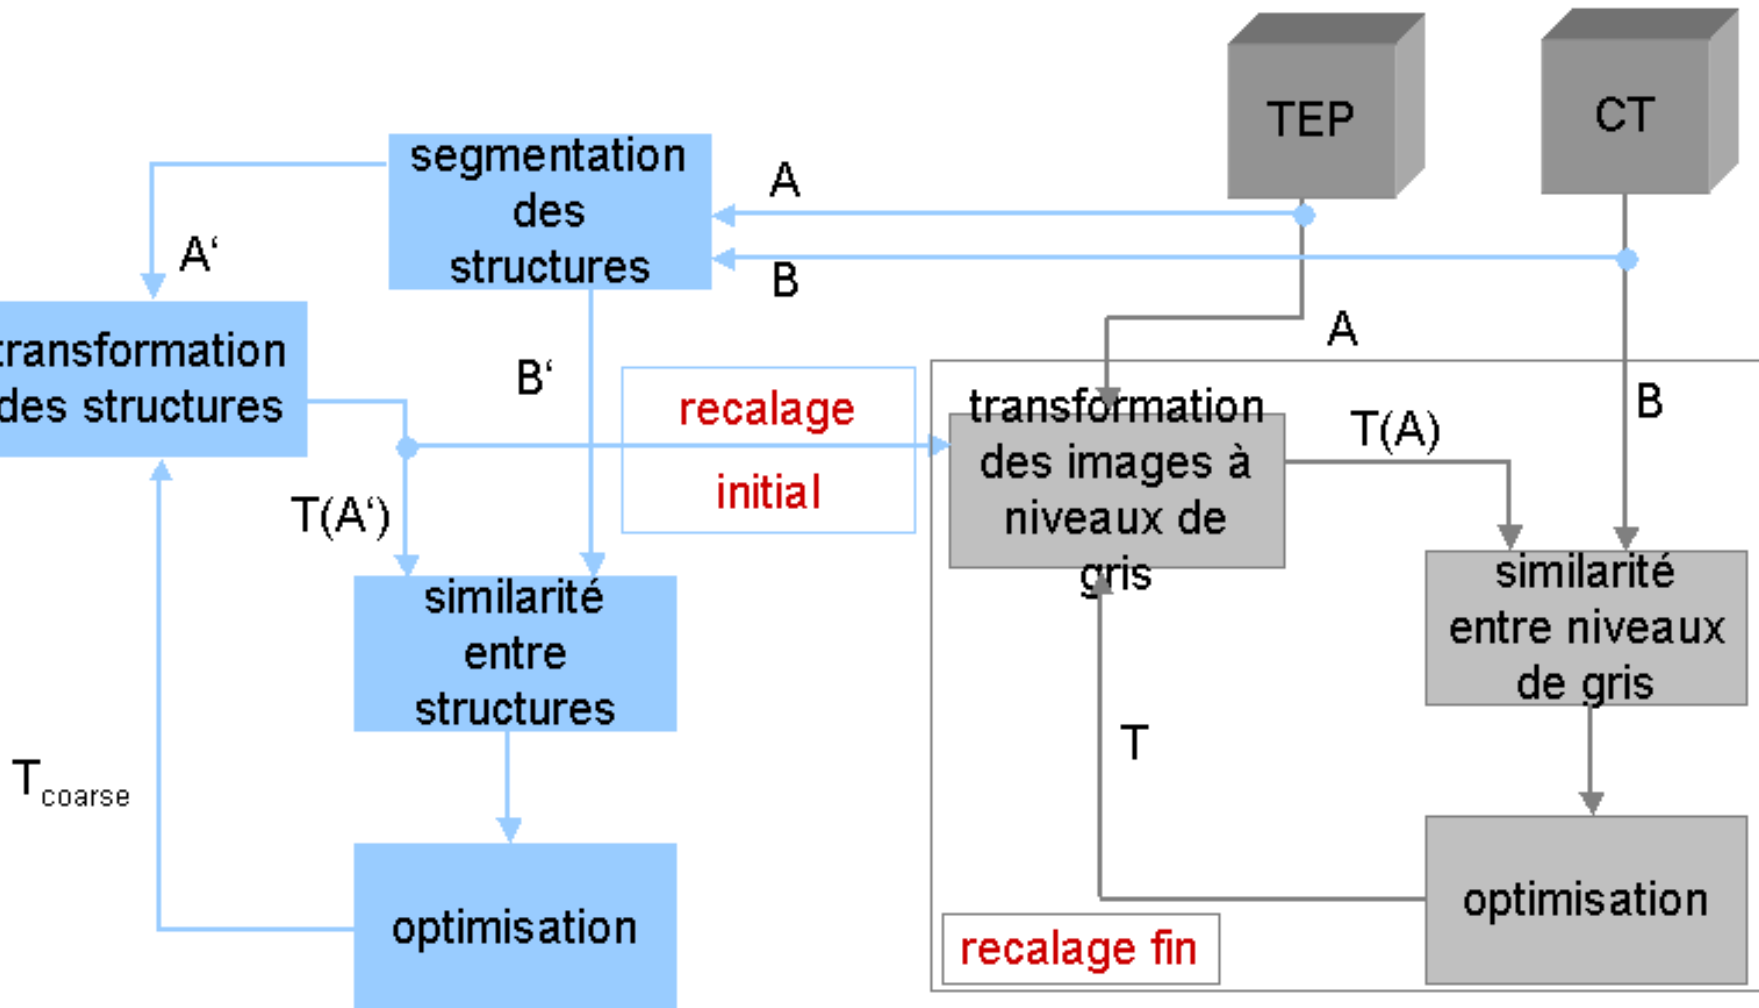 TEP
CT
segmentation
des
structures
A
B
A‘
A
transformation
des structures
B‘
recalage
initial
transformation
des images à
niveaux de
gris
T(A)
B
T(A‘)
similarité
entre
structures
similarité
entre niveaux
de gris
T
Tcoarse
optimisation
optimisation
recalage fin